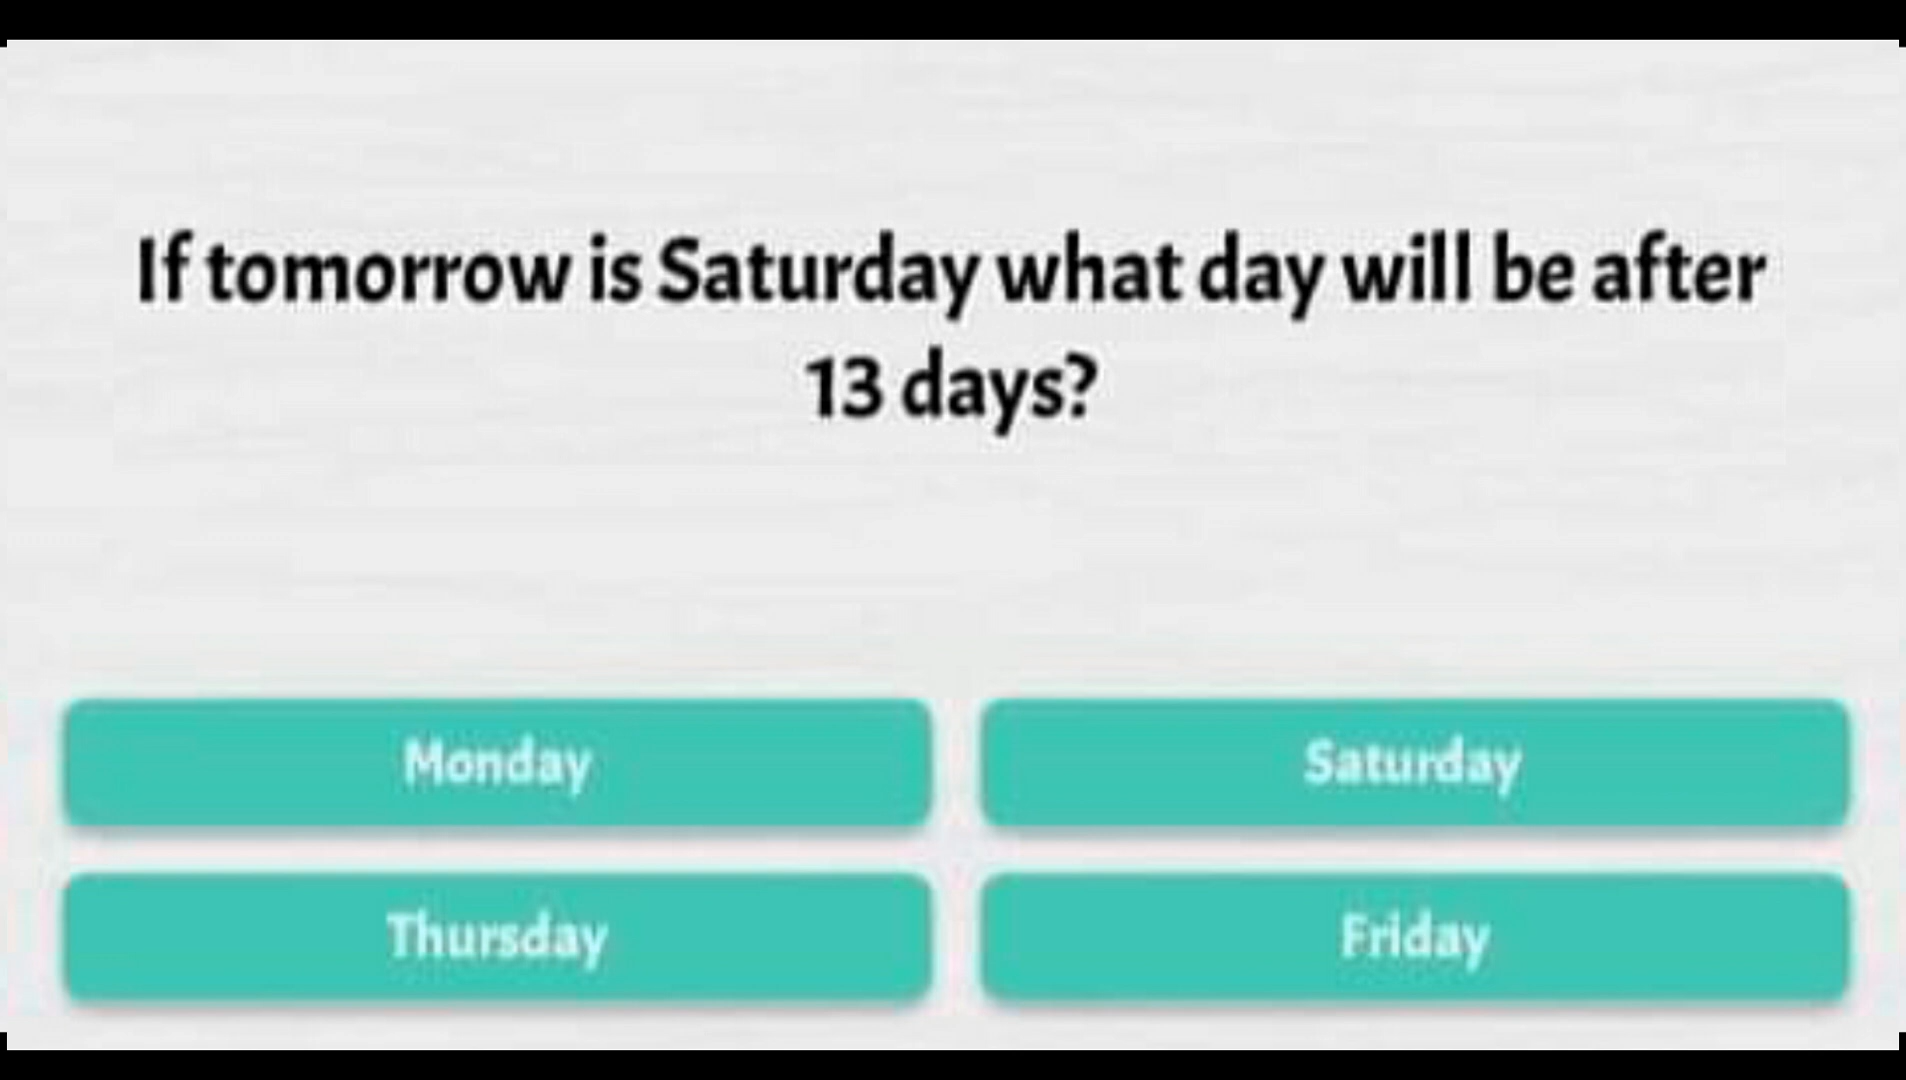 If tomorrow is Saturday what day will be after
13 days?
Monday
Saturday
Thursday
Friday